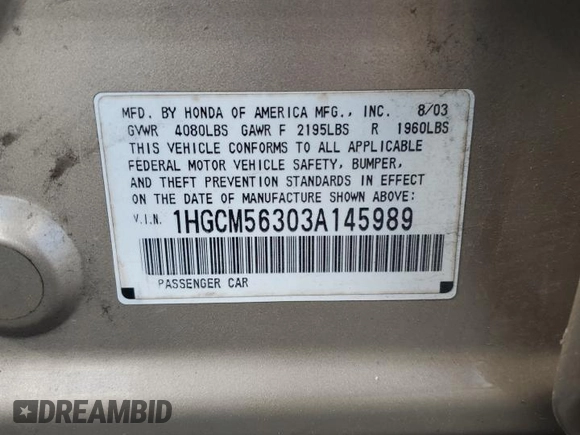 MFD. BY HONDA OF AMERICA MFG., INC. 8/03
GVWR 4080LBS GAWR F 2195LBS R 1960LBS
THIS VEHICLE CONFORMS TO ALL APPLICABLE
FEDERAL MOTOR VEHICLE SAFETY, BUMPER,
AND THEFT PREVENTION STANDARDS IN EFFECT
ON THE DATE OF MANUFACTURE SHOWN ABOVE:
V.I.N. 1HGCM56303A145989
PASSENGER CAR
DREAMBID